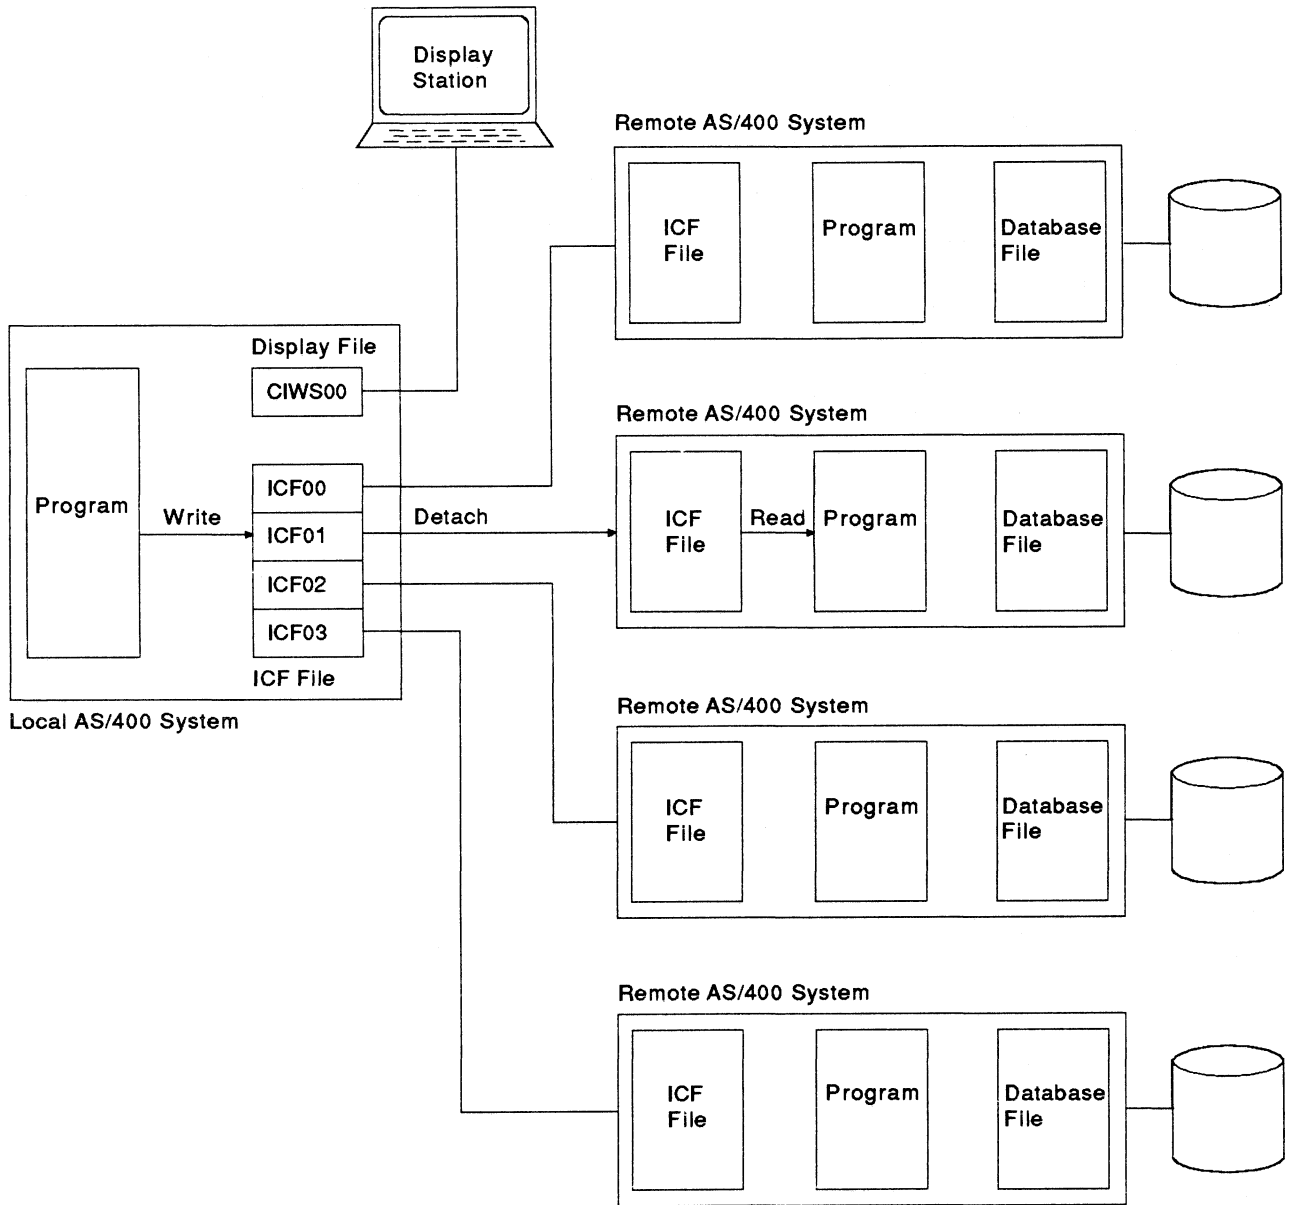 Display
Station
Remote AS/400 System
ICF
File
Program
Database
File
Display File
CIWS00
Program
Write
ICF00
ICF01
ICF02
ICF03
ICF File
Local AS/400 System
Detach
Remote AS/400 System
ICF
File
Read
Program
Database
File
Remote AS/400 System
ICF
File
Program
Database
File
Remote AS/400 System
ICF
File
Program
Database
File